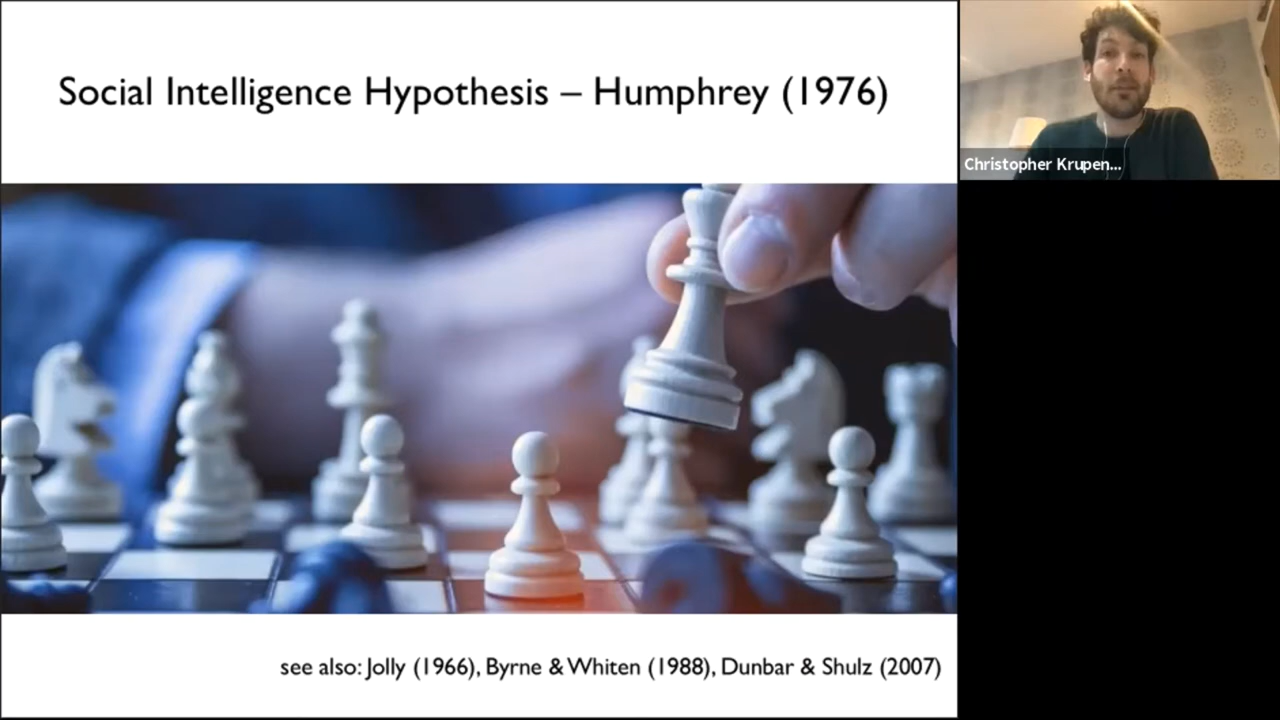 Social Intelligence Hypothesis – Humphrey (1976)
Christopher Krupen...
see also: Jolly (1966), Byrne & Whiten (1988), Dunbar & Shulz (2007)